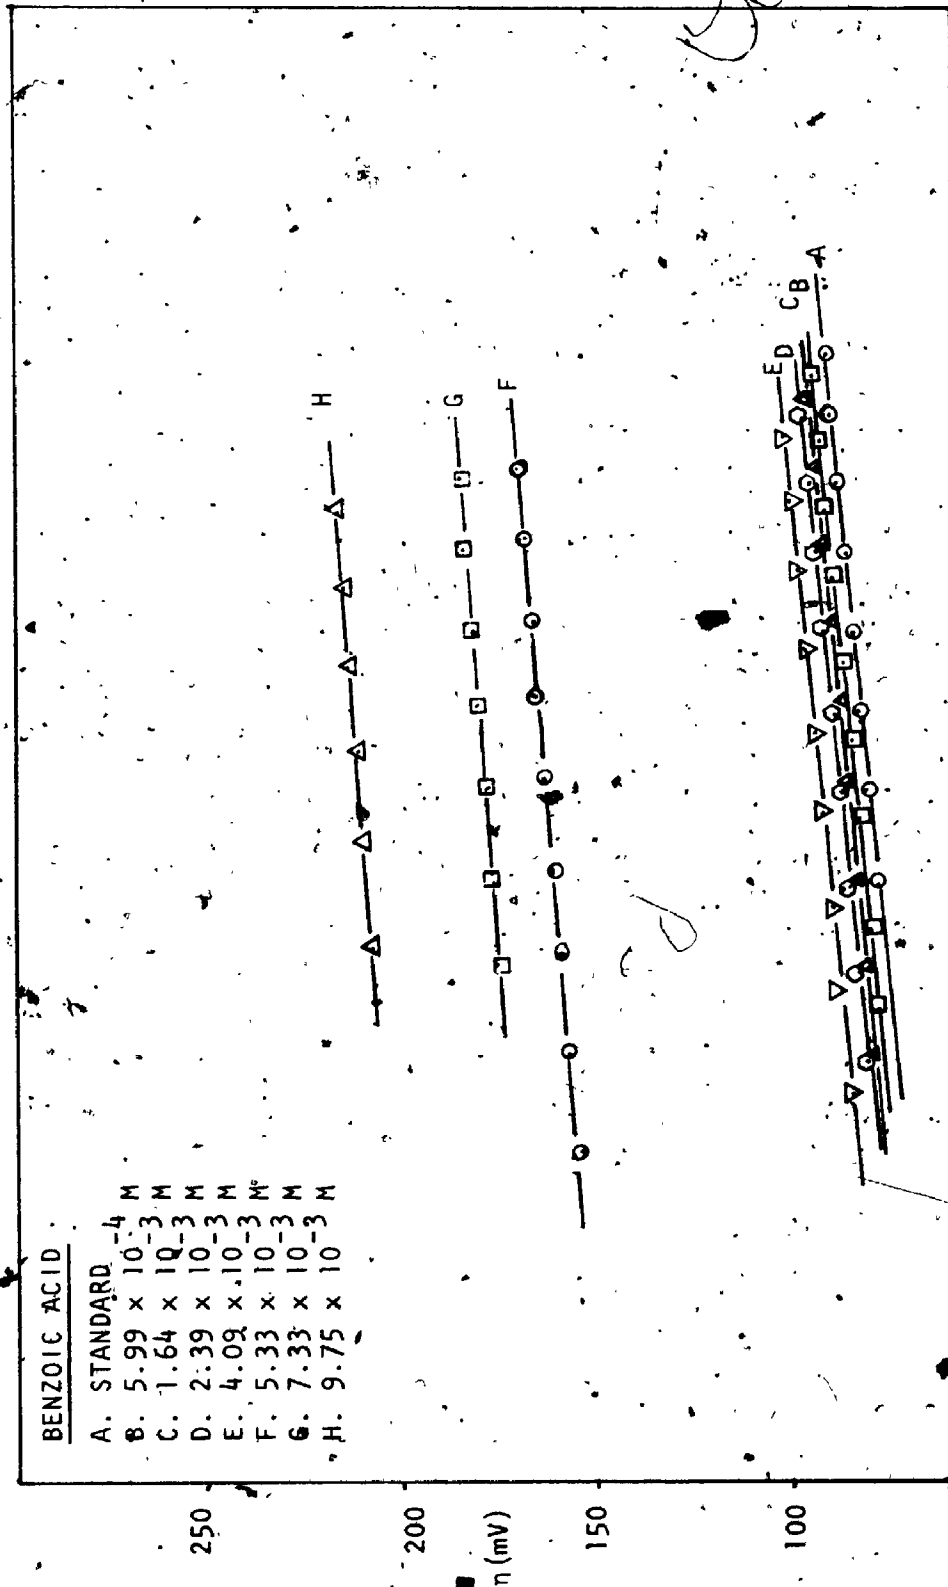 BENZOIC ACID
A. STANDARD
B. 5.99 x 10-4 M
C. 1.64 x 10-3 M
D. 2.39 x 10-3 M
E. 4.09 x 10-3 M
F. 5.33 x 10-3 M
G. 7.33 x 10-3 M
H. 9.75 x 10-3 M
H
G
F
E
D
C
B
A
250
200
η (mV)
150
100